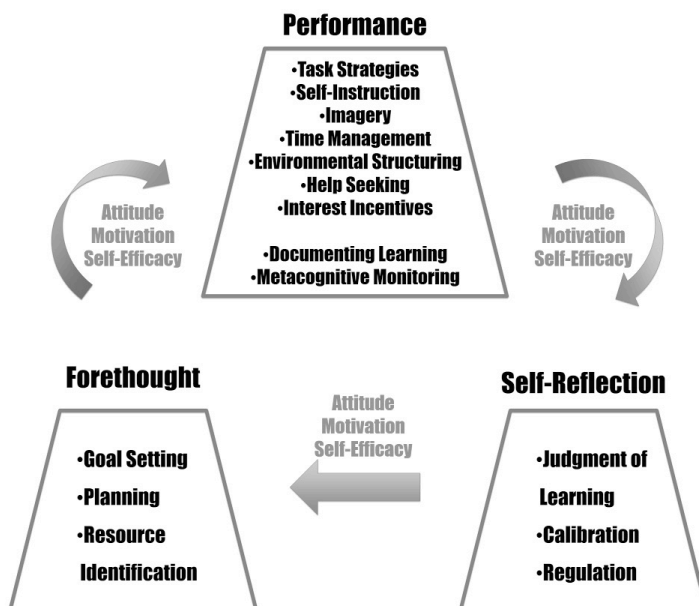 Performance
•Task Strategies
•Self-Instruction
•Imagery
•Time Management
•Environmental Structuring
•Help Seeking
•Interest Incentives
•Documenting Learning
•Metacognitive Monitoring
Attitude
Motivation
Self-Efficacy
Attitude
Motivation
Self-Efficacy
Forethought
•Goal Setting
•Planning
•Resource
Identification
Attitude
Motivation
Self-Efficacy
Self-Reflection
•Judgment of
Learning
•Calibration
•Regulation